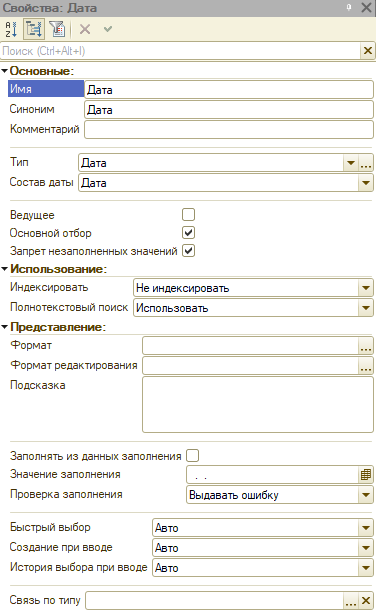 Свойства: Дата
Поиск (Ctrl+Alt+I)
Основные:
Имя Дата
Синоним Дата
Комментарий
Тип Дата
Состав даты Дата
Ведущее
Основной отбор
Запрет незаполненных значений
Использование:
Индексировать Не индексировать
Полнотекстовый поиск Использовать
Представление:
Формат
Формат редактирования
Подсказка
Заполнять из данных заполнения
Значение заполнения . .
Проверка заполнения Выдавать ошибку
Быстрый выбор Авто
Создание при вводе Авто
История выбора при вводе Авто
Связь по типу